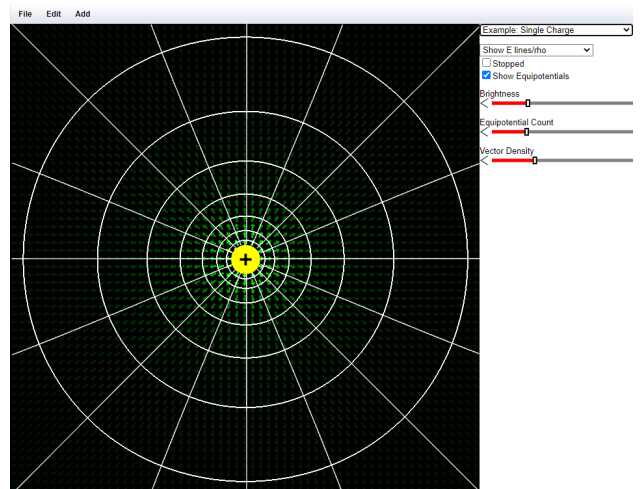 File Edit Add
Example: Single Charge
Show E lines/rho
Stopped
Show Equipotentials
Brightness
Equipotential Count
Vector Density
+